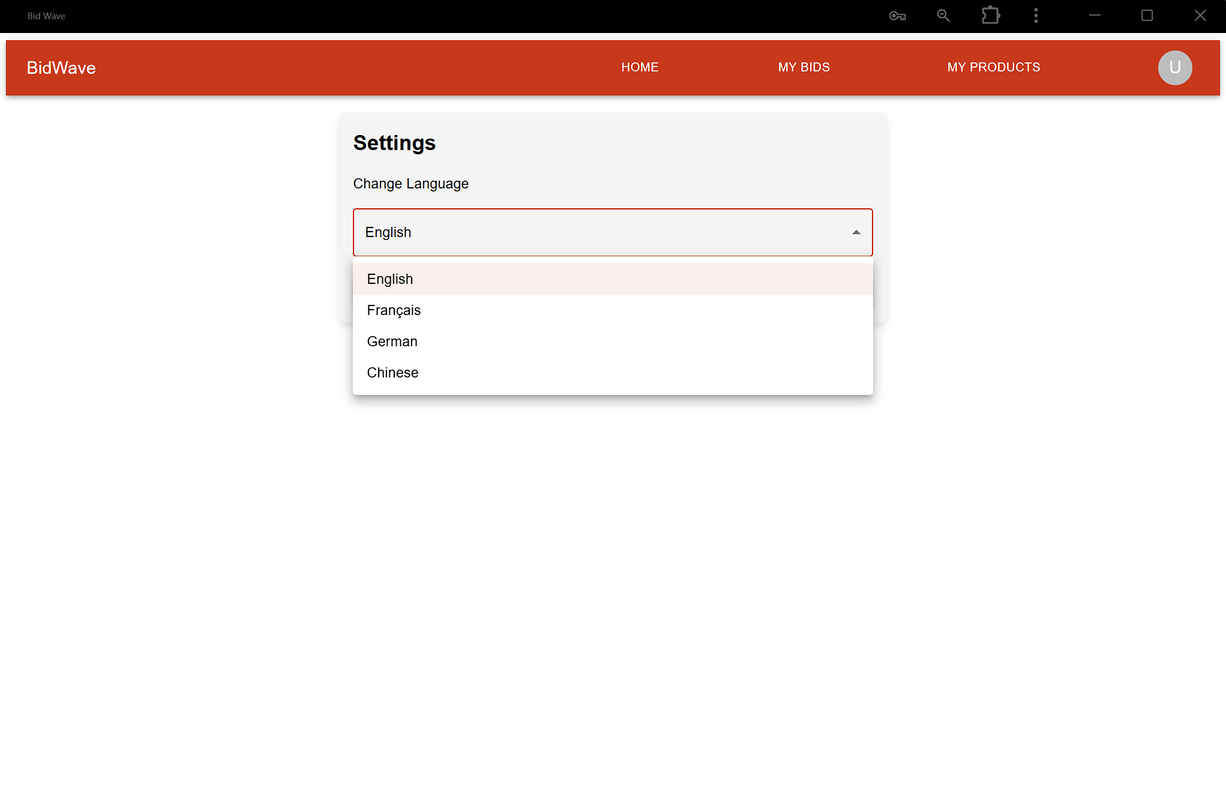 Bid Wave
BidWave HOME MY BIDS MY PRODUCTS U
Settings
Change Language
English
English
Français
German
Chinese